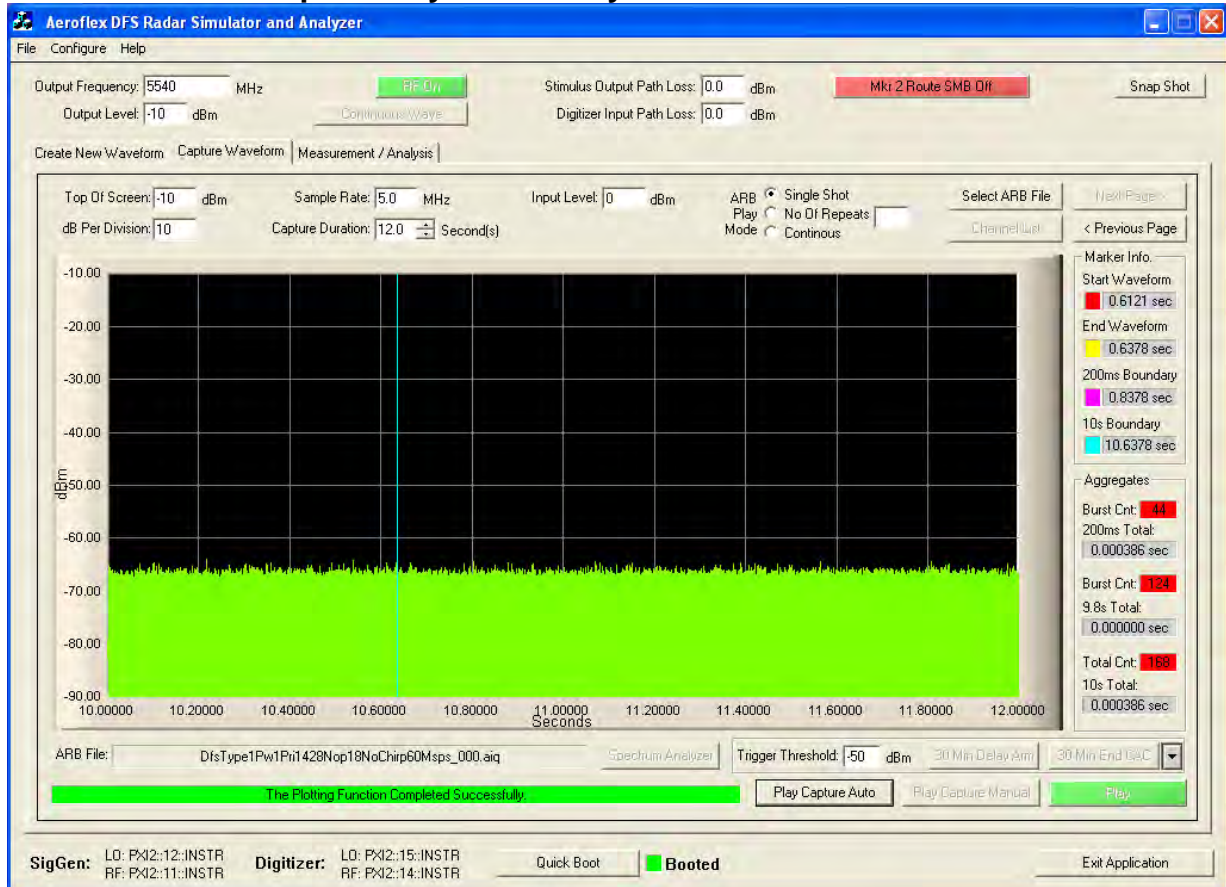 Aeroflex DFS Radar Simulator and Analyzer
File Configure Help
Output Frequency: 5540 MHz RF On Stimulus Output Path Loss: 0.0 dBm Mkr 2 Route SMB Off Snap Shot
Output Level: -10 dBm Continuous Wave Digitizer Input Path Loss: 0.0 dBm
Create New Waveform Capture Waveform Measurement / Analysis
Top Of Screen: -10 dBm Sample Rate: 5.0 MHz Input Level: 0 dBm ARB Play Mode Single Shot Select ARB File Next Page >
No Of Repeats
dB Per Division: 10 Capture Duration: 12.0 Second(s) Continous Channel List < Previous Page
-10.00
-20.00
-30.00
-40.00
-50.00
-60.00
-70.00
-80.00
-90.00
dBm
10.00000 10.20000 10.40000 10.60000 10.80000 11.00000 11.20000 11.40000 11.60000 11.80000 12.00000
Seconds
Marker Info.
Start Waveform
0.6121 sec
End Waveform
0.6378 sec
200ms Boundary
0.8378 sec
10s Boundary
10.6378 sec
Aggregates
Burst Cnt: 44
200ms Total:
0.000386 sec
Burst Cnt: 124
9.8s Total:
0.000000 sec
Total Cnt: 168
10s Total:
0.000386 sec
ARB File: DfsType1Pw1Pri1428Nop18NoChirp60Msps_000.aiq Spectrum Analyzer Trigger Threshold: -50 dBm 30 Min Delay Arm 30 Min End CAC
The Plotting Function Completed Successfully. Play Capture Auto Play Capture Manual Play
SigGen: LO: PXI2::12::INSTR Digitizer: LO: PXI2::15::INSTR Quick Boot Booted Exit Application
RF: PXI2::11::INSTR RF: PXI2::14::INSTR